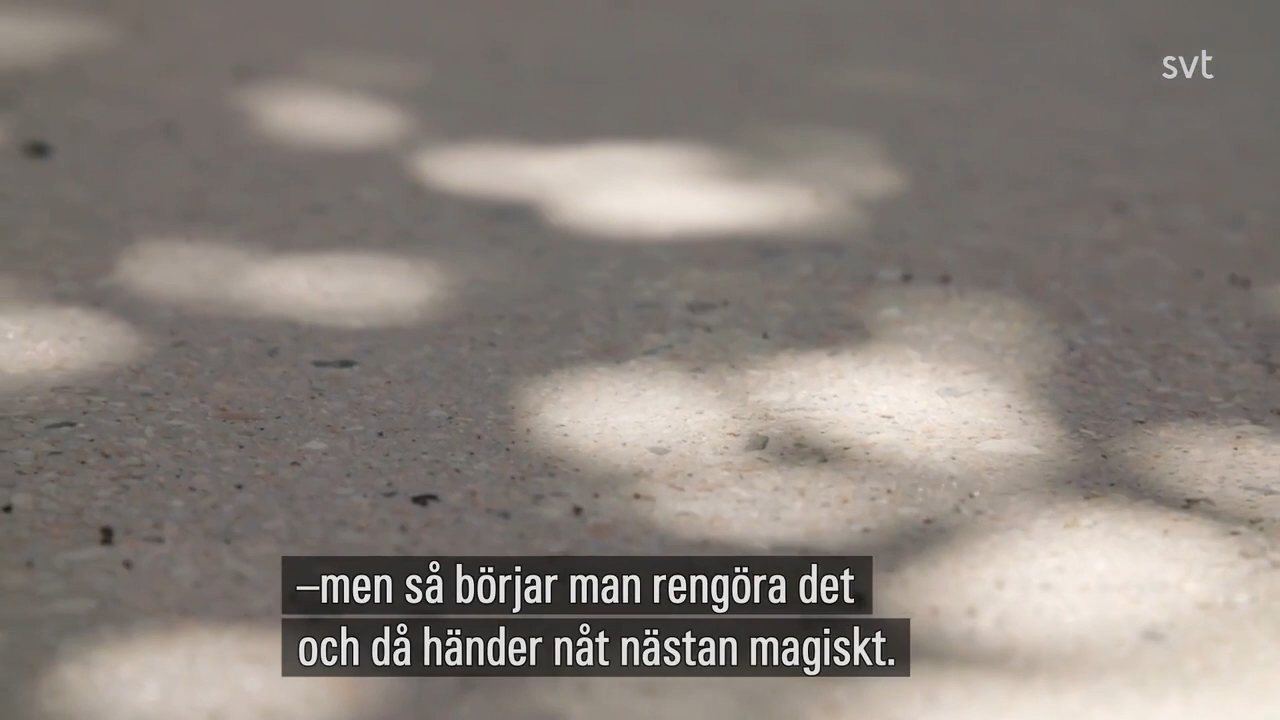 svt
–men så börjar man rengöra det
och då händer nåt nästan magiskt.